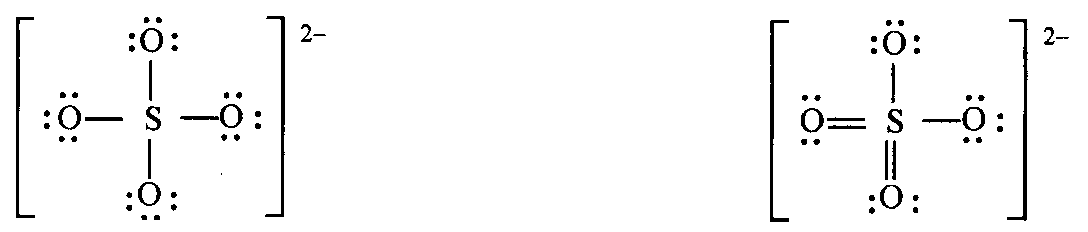 :Ö: 2– :Ö: 2–
:Ö – S – Ö: Ö = S – Ö:
:Ö: :O: